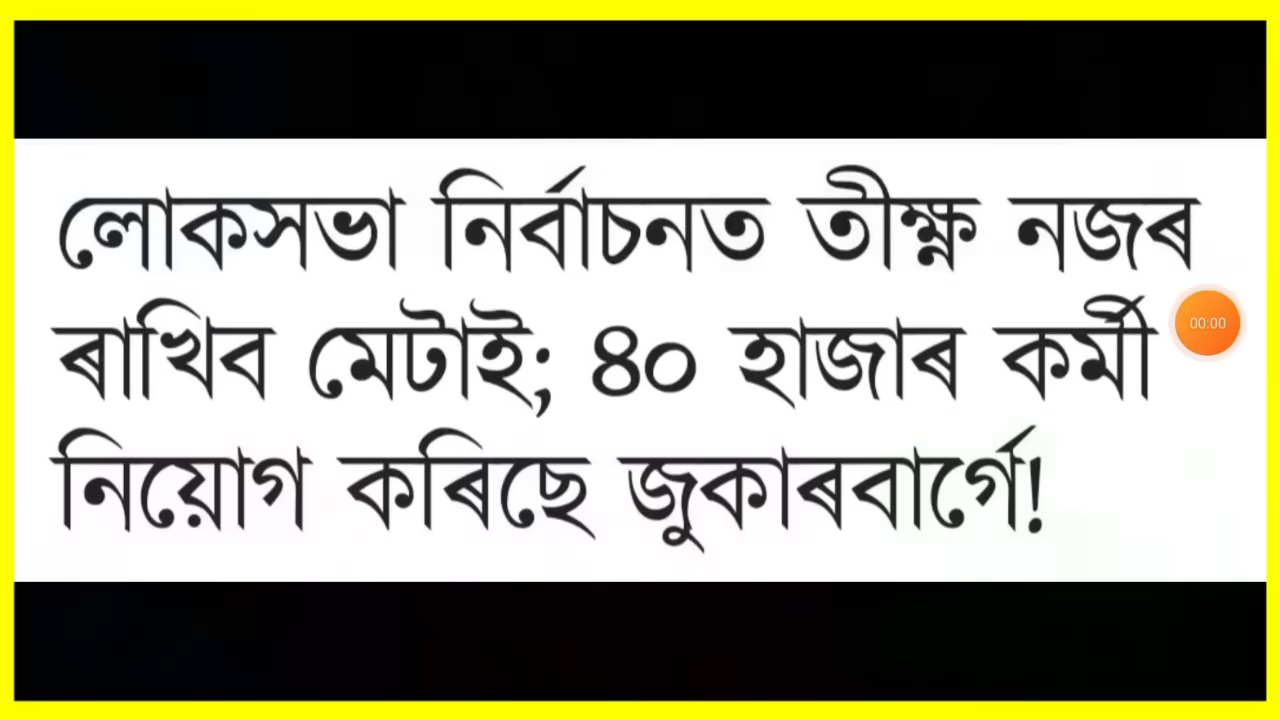 লোকসভা নিৰ্বাচনত তীক্ষ্ণ নজৰ
ৰাখিব মেটাই; ৪০ হাজাৰ কৰ্মী
00:00
নিয়োগ কৰিছে জুকাৰবাৰ্গে!